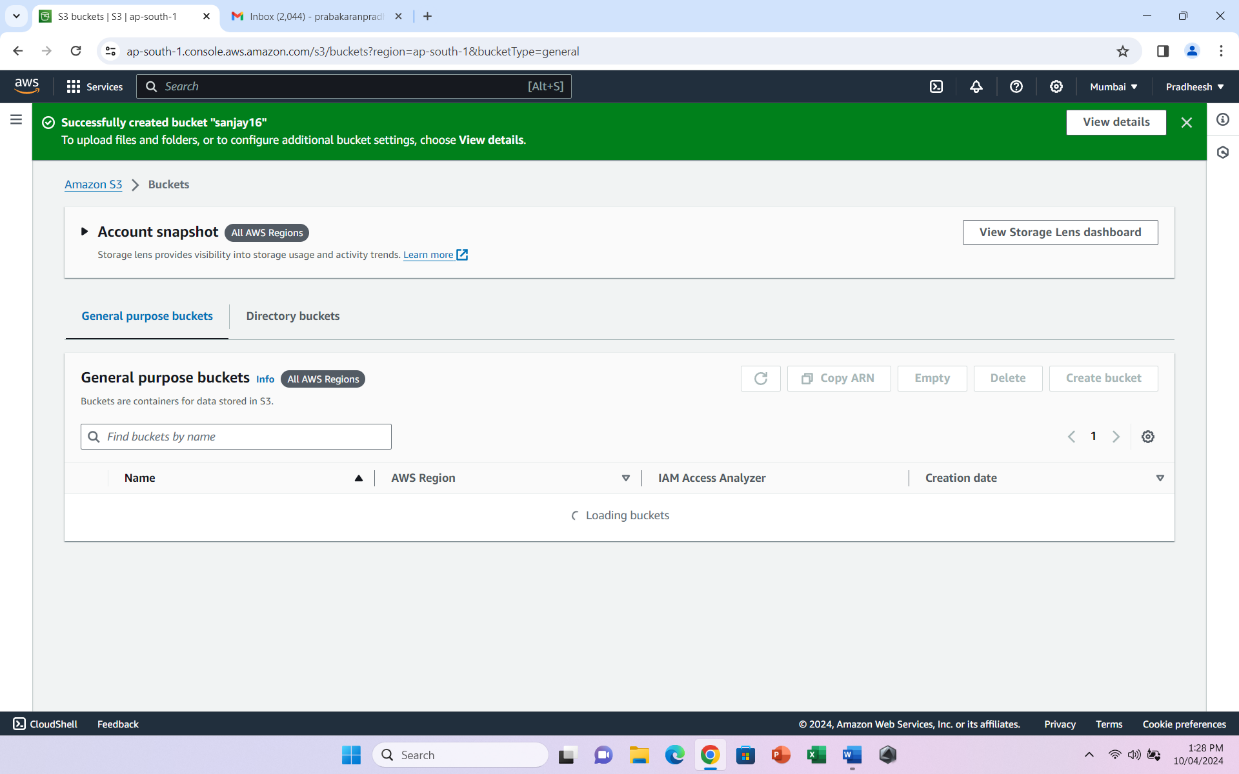 S3 buckets | S3 | ap-south-1
Inbox (2,044) - prabakaranprad
ap-south-1.console.aws.amazon.com/s3/buckets?region=ap-south-1&bucketType=general
aws
Services
Search
[Alt+S]
Mumbai
Pradheesh
Successfully created bucket "sanjay16"
To upload files and folders, or to configure additional bucket settings, choose View details.
View details
Amazon S3
Buckets
Account snapshot
All AWS Regions
Storage lens provides visibility into storage usage and activity trends. Learn more
View Storage Lens dashboard
General purpose buckets
Directory buckets
General purpose buckets
Info
All AWS Regions
Buckets are containers for data stored in S3.
Copy ARN
Empty
Delete
Create bucket
Find buckets by name
1
Name
AWS Region
IAM Access Analyzer
Creation date
Loading buckets
CloudShell
Feedback
© 2024, Amazon Web Services, Inc. or its affiliates.
Privacy
Terms
Cookie preferences
Search
1:28 PM
10/04/2024